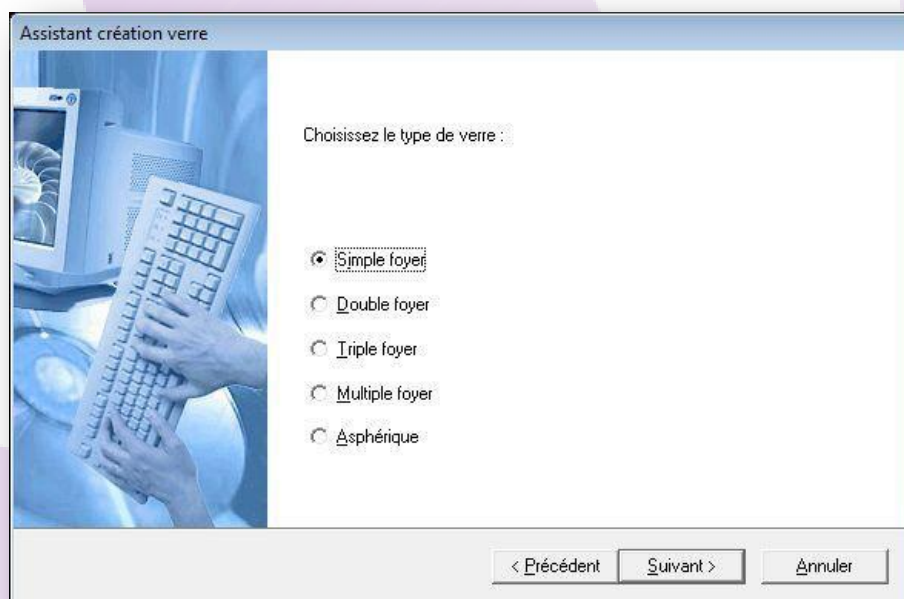 Assistant création verre
Choisissez le type de verre :
Simple foyer
Double foyer
Triple foyer
Multiple foyer
Asphérique
< Précédent Suivant > Annuler